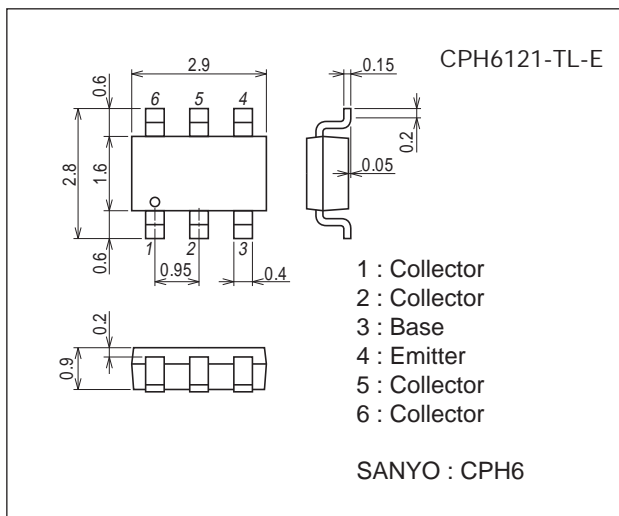 CPH6121-TL-E
2.9
0.15
0.6
6 5 4
0.2
2.8
1.6
0.05
1 2 3
0.6
0.95
0.4
1 : Collector
2 : Collector
3 : Base
4 : Emitter
5 : Collector
6 : Collector
0.2
0.9
SANYO : CPH6